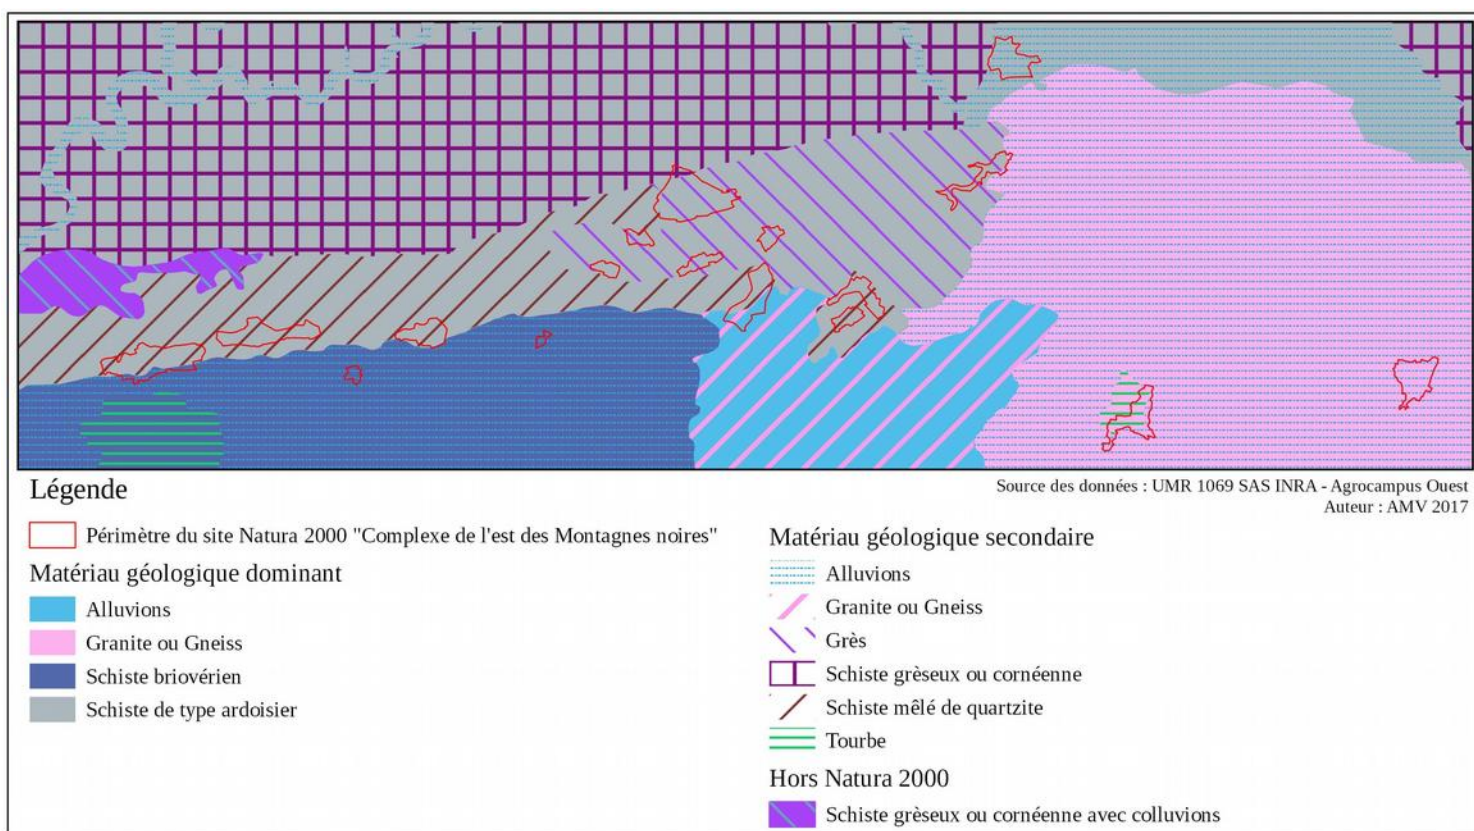 Légende
Source des données : UMR 1069 SAS INRA - Agrocampus Ouest
Auteur : AMV 2017
Périmètre du site Natura 2000 "Complexe de l'est des Montagnes noires"
Matériau géologique dominant
Alluvions
Granite ou Gneiss
Schiste briovérien
Schiste de type ardoisier
Matériau géologique secondaire
Alluvions
Granite ou Gneiss
Grès
Schiste grèseux ou cornéenne
Schiste mêlé de quartzite
Tourbe
Hors Natura 2000
Schiste grèseux ou cornéenne avec colluvions